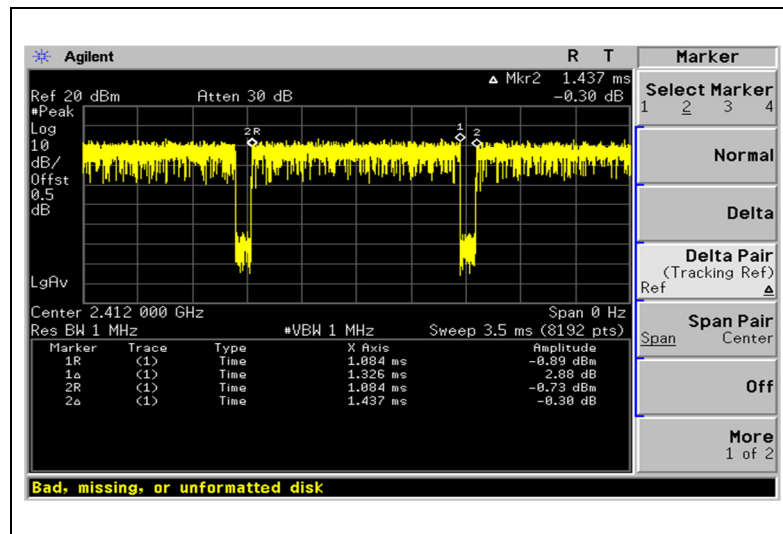 Agilent R T Marker
Δ Mkr2 1.437 ms
Ref 20 dBm Atten 30 dB -0.30 dB
#Peak
Log
10
dB/
Offst
0.5
dB
2R 1 2
LgAv
Center 2.412 000 GHz Span 0 Hz
Res BW 1 MHz #VBW 1 MHz Sweep 3.5 ms (8192 pts)
Marker Trace Type X Axis Amplitude
1R (1) Time 1.084 ms -0.89 dBm
1Δ (1) Time 1.326 ms 2.88 dB
2R (1) Time 1.084 ms -0.73 dBm
2Δ (1) Time 1.437 ms -0.30 dB
Bad, missing, or unformatted disk
Select Marker
1 2 3 4
Normal
Delta
Delta Pair
(Tracking Ref)
Ref Δ
Span Pair
Span Center
Off
More
1 of 2